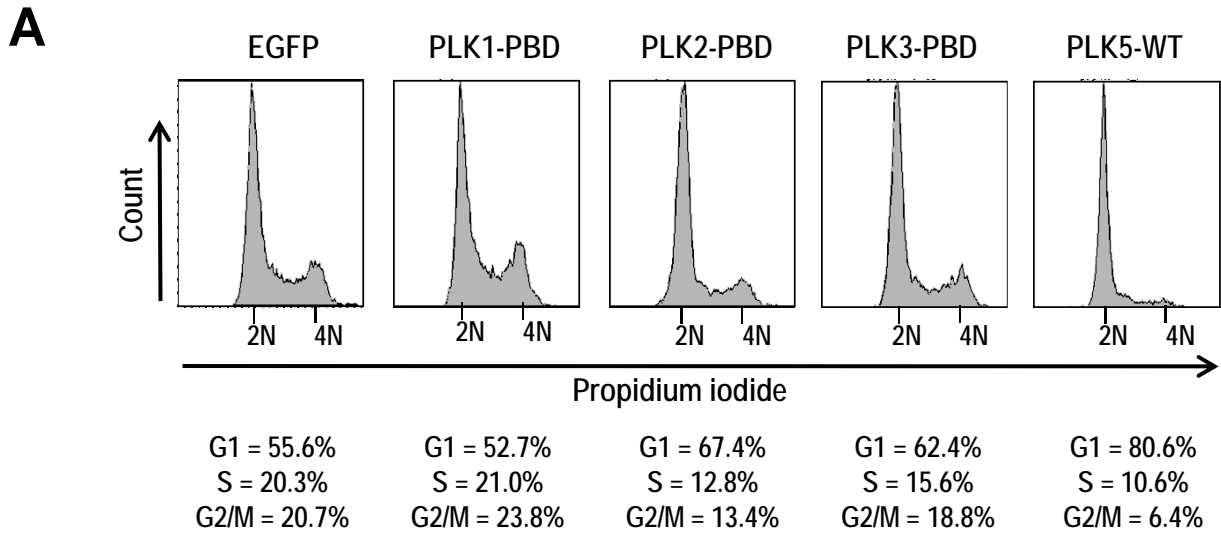 A
EGFP PLK1-PBD PLK2-PBD PLK3-PBD PLK5-WT
Count
2N 4N 2N 4N 2N 4N 2N 4N 2N 4N
Propidium iodide
G1 = 55.6% G1 = 52.7% G1 = 67.4% G1 = 62.4% G1 = 80.6%
S = 20.3% S = 21.0% S = 12.8% S = 15.6% S = 10.6%
G2/M = 20.7% G2/M = 23.8% G2/M = 13.4% G2/M = 18.8% G2/M = 6.4%